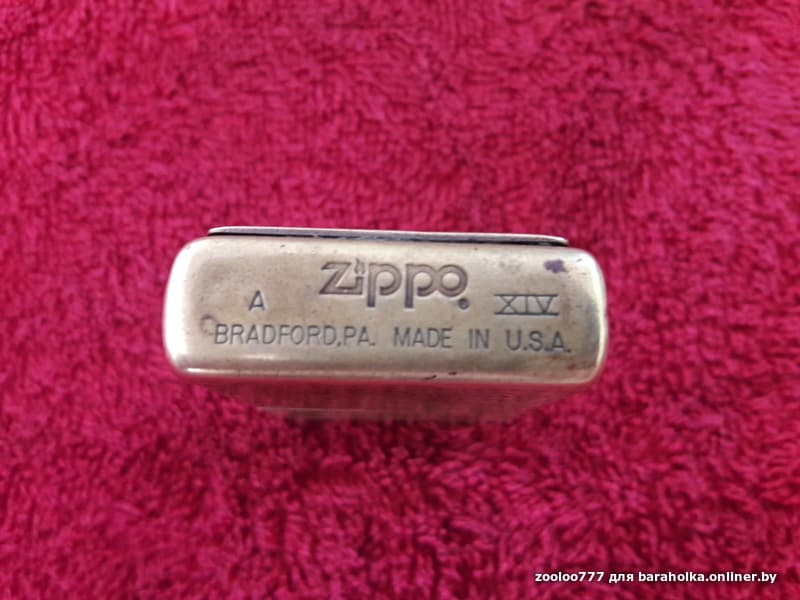 Zippo®
A XIV
BRADFORD,PA. MADE IN U.S.A.
zooloo777 для baraholka.onliner.by